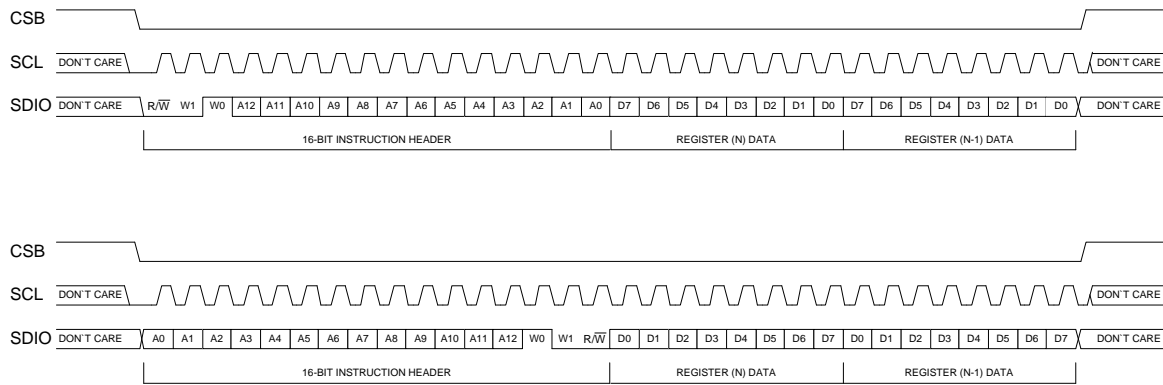 CSB
SCL DON'T CARE DON'T CARE
SDIO DON'T CARE R/W̅ W1 W0 A12 A11 A10 A9 A8 A7 A6 A5 A4 A3 A2 A1 A0 D7 D6 D5 D4 D3 D2 D1 D0 D7 D6 D5 D4 D3 D2 D1 D0 DON'T CARE
16-BIT INSTRUCTION HEADER REGISTER (N) DATA REGISTER (N-1) DATA
CSB
SCL DON'T CARE DON'T CARE
SDIO DON'T CARE A0 A1 A2 A3 A4 A5 A6 A7 A8 A9 A10 A11 A12 W0 W1 R/W̅ D0 D1 D2 D3 D4 D5 D6 D7 D0 D1 D2 D3 D4 D5 D6 D7 DON'T CARE
16-BIT INSTRUCTION HEADER REGISTER (N) DATA REGISTER (N-1) DATA